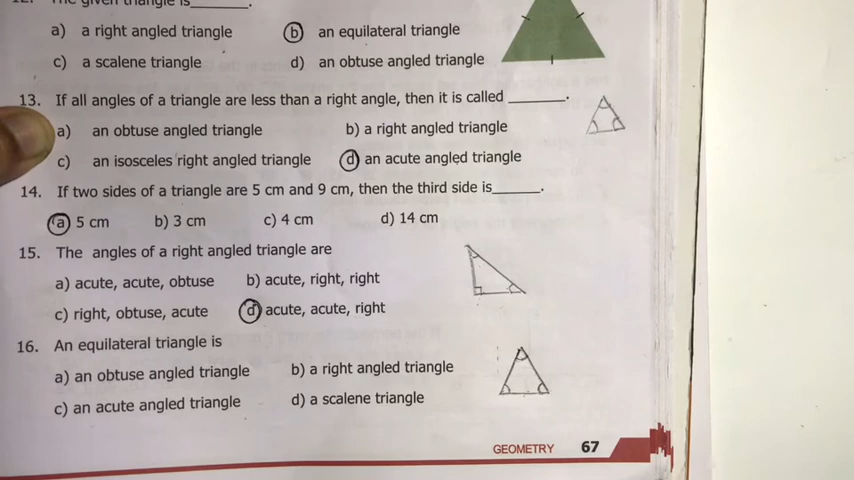 The given triangle is______.
a) a right angled triangle b) an equilateral triangle
c) a scalene triangle d) an obtuse angled triangle
13. If all angles of a triangle are less than a right angle, then it is called ______.
a) an obtuse angled triangle b) a right angled triangle
c) an isosceles right angled triangle d) an acute angled triangle
14. If two sides of a triangle are 5 cm and 9 cm, then the third side is______.
a) 5 cm b) 3 cm c) 4 cm d) 14 cm
15. The angles of a right angled triangle are
a) acute, acute, obtuse b) acute, right, right
c) right, obtuse, acute d) acute, acute, right
16. An equilateral triangle is
a) an obtuse angled triangle b) a right angled triangle
c) an acute angled triangle d) a scalene triangle
GEOMETRY 67